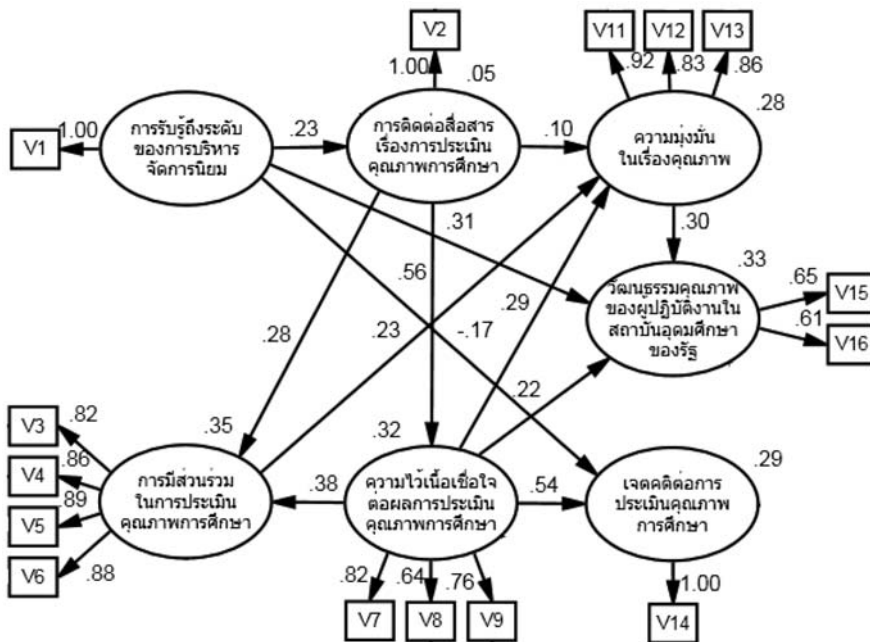 V2
V11
V12
V13
1.00
.05
.92
.83
.86
V1
1.00
การรับรู้ถึงระดับ
ของการบริหาร
จัดการนิยม
.23
การติดต่อสื่อสาร
เรื่องการประเมิน
คุณภาพการศึกษา
.10
ความมุ่งมั่น
ในเรื่องคุณภาพ
.28
.31
.30
.56
.33
.28
.23
-.17
.29
วัฒนธรรมคุณภาพ
ของผู้ปฏิบัติงานใน
สถาบันอุดมศึกษา
ของรัฐ
.65
V15
.61
V16
.22
V3
.82
.35
.32
.29
V4
.86
V5
.89
V6
.88
การมีส่วนร่วม
ในการประเมิน
คุณภาพการศึกษา
.38
ความไว้เนื้อเชื่อใจ
ต่อผลการประเมิน
คุณภาพการศึกษา
.54
เจตคติต่อการ
ประเมินคุณภาพ
การศึกษา
.82
.64
.76
1.00
V7
V8
V9
V14